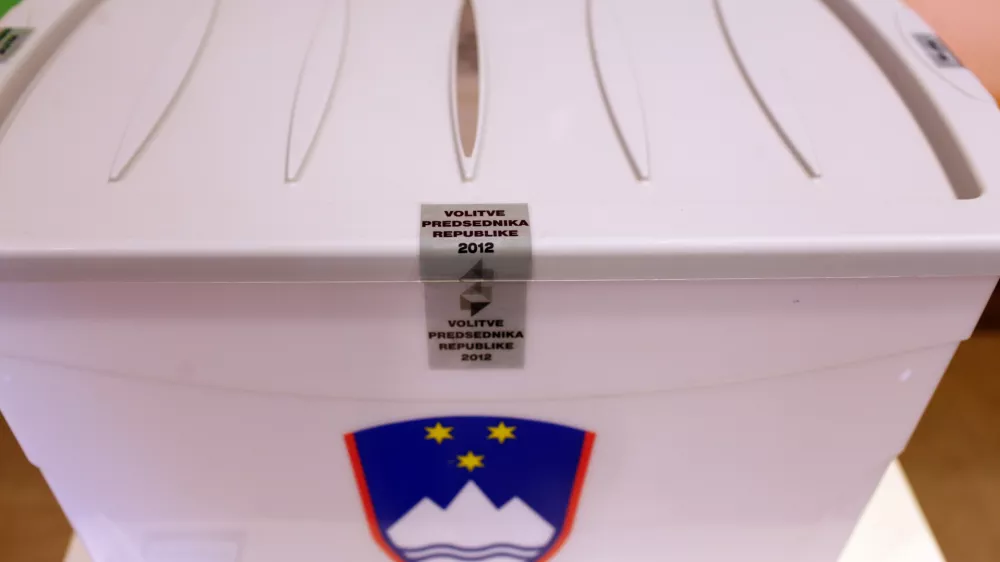 VOLITVE
PREDSEDNIKA
REPUBLIKE
2012
VOLITVE
PREDSEDNIKA
REPUBLIKE
2012